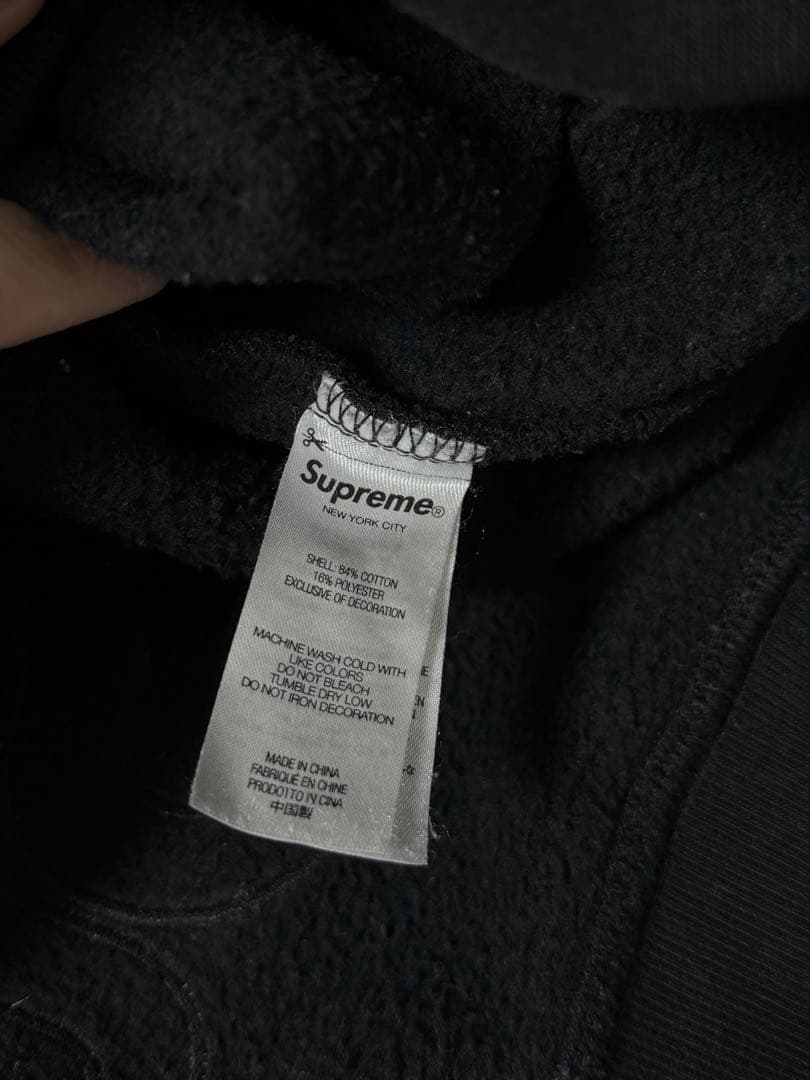 Supreme®
NEW YORK CITY
SHELL: 84% COTTON
16% POLYESTER
EXCLUSIVE OF DECORATION
MACHINE WASH COLD WITH
LIKE COLORS
DO NOT BLEACH
TUMBLE DRY LOW
DO NOT IRON DECORATION
MADE IN CHINA
FABRIQUÉ EN CHINE
PRODOTTO IN CINA
中国製